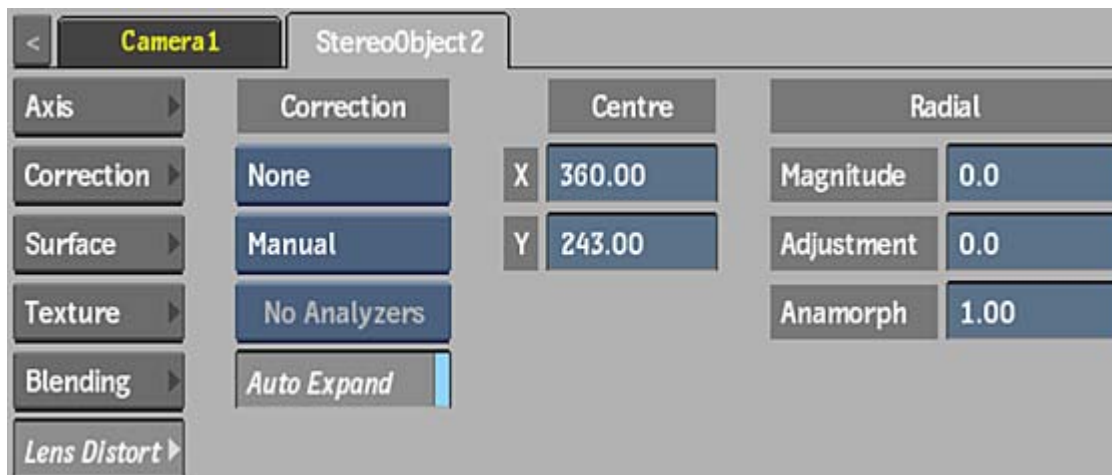 < Camera1 StereoObject2
Axis Correction Centre Radial
Correction None X 360.00 Magnitude 0.0
Surface Manual Y 243.00 Adjustment 0.0
Texture No Analyzers Anamorph 1.00
Blending Auto Expand
Lens Distort